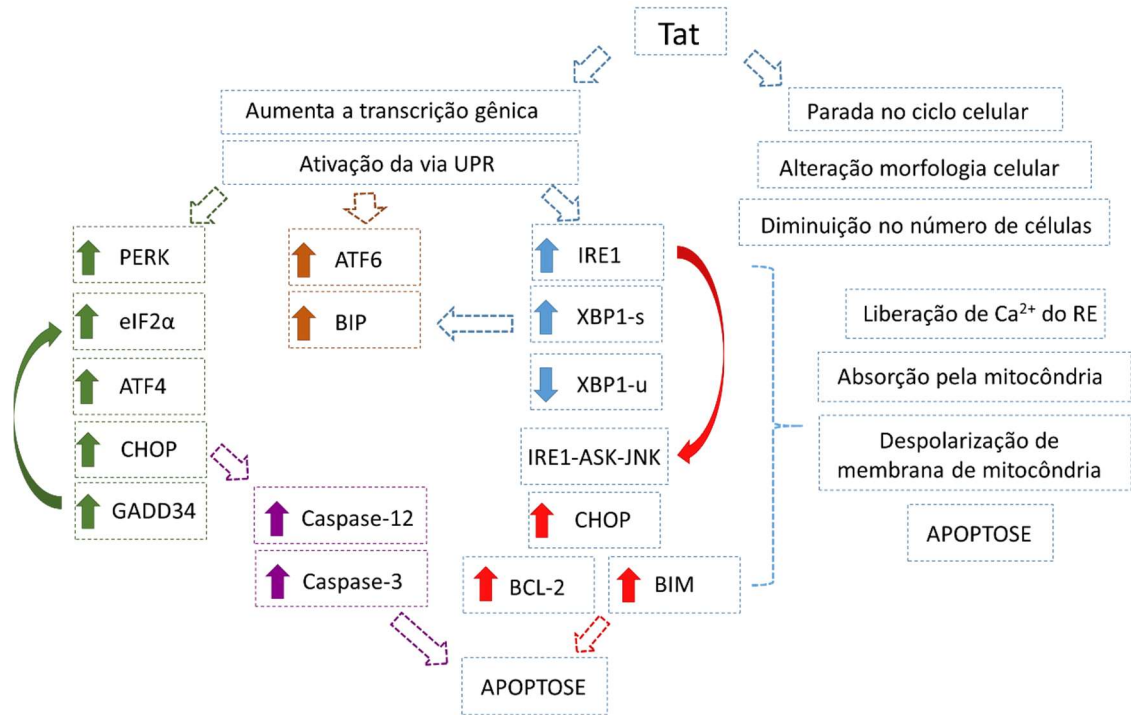 Tat
Aumenta a transcrição gênica
Ativação da via UPR
Parada no ciclo celular
Alteração morfologia celular
Diminuição no número de células
PERK
eIF2α
ATF4
CHOP
GADD34
ATF6
BIP
IRE1
XBP1-s
XBP1-u
IRE1-ASK-JNK
CHOP
BCL-2
BIM
Caspase-12
Caspase-3
APOPTOSE
Liberação de Ca²⁺ do RE
Absorção pela mitocôndria
Despolarização de
membrana de mitocôndria
APOPTOSE